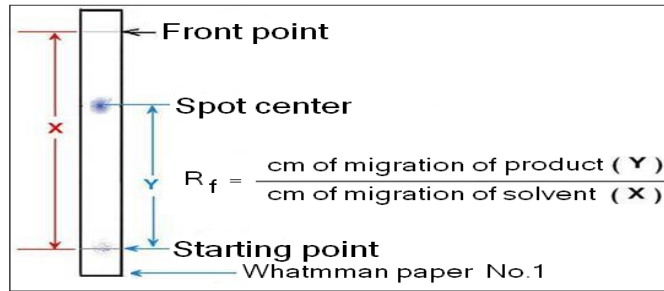 Front point
X
Spot center
Y
R f = cm of migration of product ( Y )
cm of migration of solvent ( X )
Starting point
Whatmman paper No.1